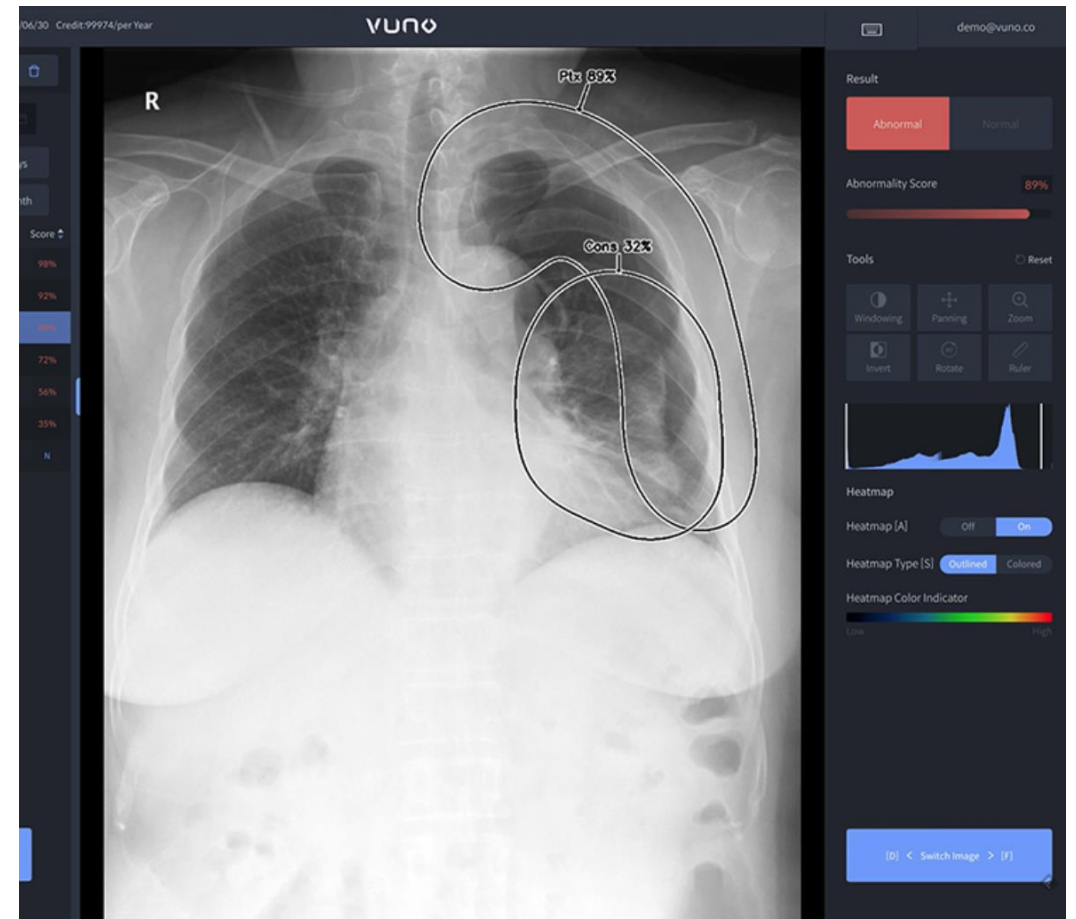 /06/30 Credit:99974/per Year
VUNO
demo@vuno.co
R
Ptx 89%
Cons 32%
Score
98%
92%
89%
72%
56%
35%
N
Result
Abnormal Normal
Abnormality Score 89%
Tools Reset
Windowing Panning Zoom
Invert Rotate Ruler
Heatmap
Heatmap [A] Off On
Heatmap Type [S] Outlined Colored
Heatmap Color Indicator
Low High
[D] < Switch Image > [F]